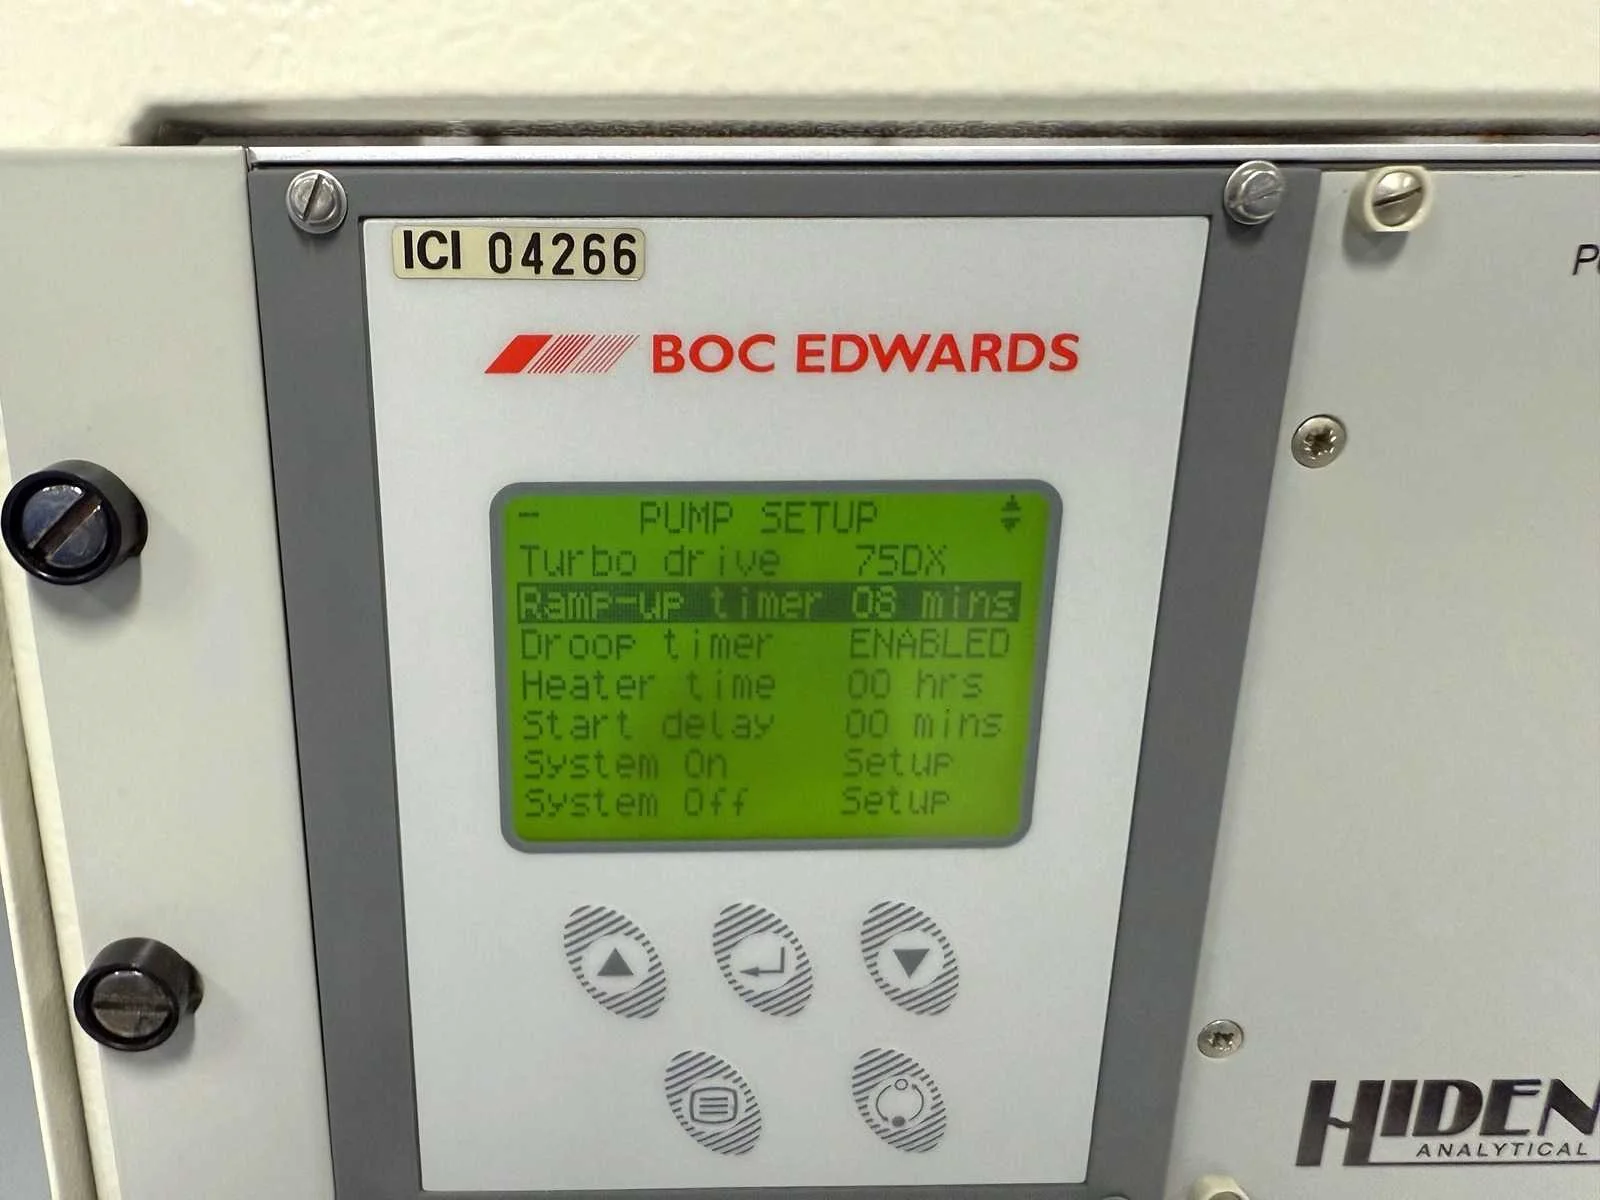 ICI 04266
BOC EDWARDS
PUMP SETUP
Turbo drive 75DX
Ramp-up timer 08 mins
Droop timer ENABLED
Heater time 00 hrs
Start delay 00 mins
System On Setup
System Off Setup
HIDEN
ANALYTICAL